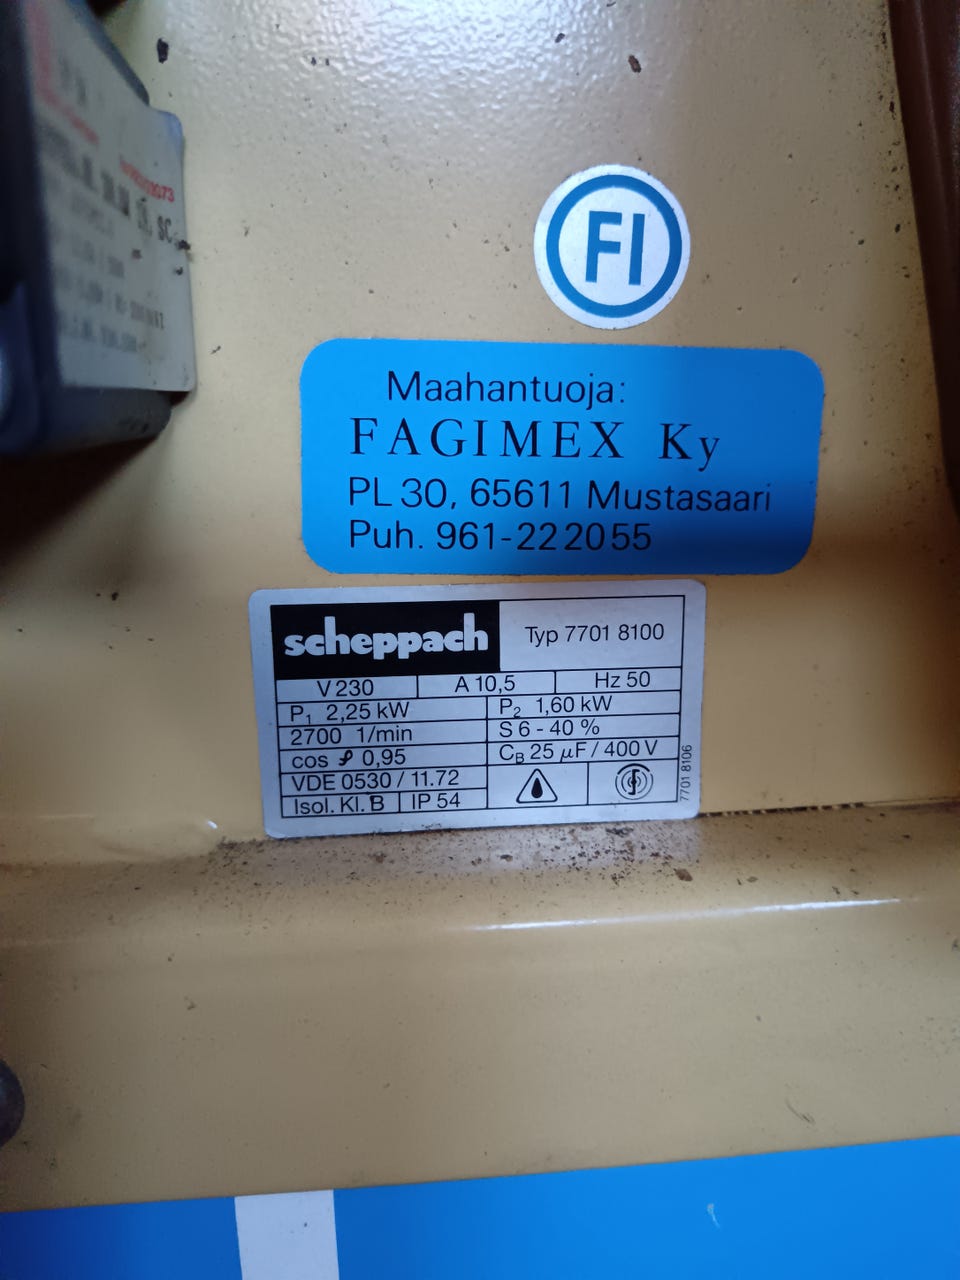 FI
Maahantuoja:
FAGIMEX Ky
PL 30, 65611 Mustasaari
Puh. 961-222055
scheppach
Typ 7701 8100
V 230
A 10,5
Hz 50
P₁ 2,25 kW
P₂ 1,60 kW
2700 1/min
S 6 - 40 %
cos φ 0,95
C_B 25 µF / 400 V
VDE 0530 / 11.72
Isol. Kl. B
IP 54
7701 8106